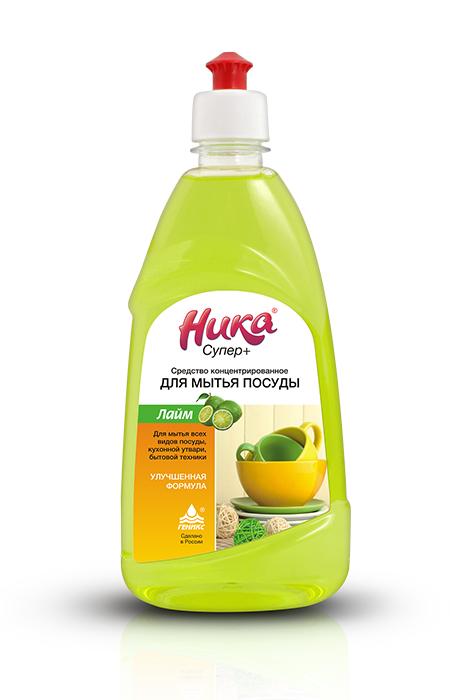 Ника®
Супер+
Средство концентрированное
ДЛЯ МЫТЬЯ ПОСУДЫ
Лайм
Для мытья всех
видов посуды,
кухонной утвари,
бытовой техники
УЛУЧШЕННАЯ
ФОРМУЛА
®
ГЕНИКС
Сделано
в России